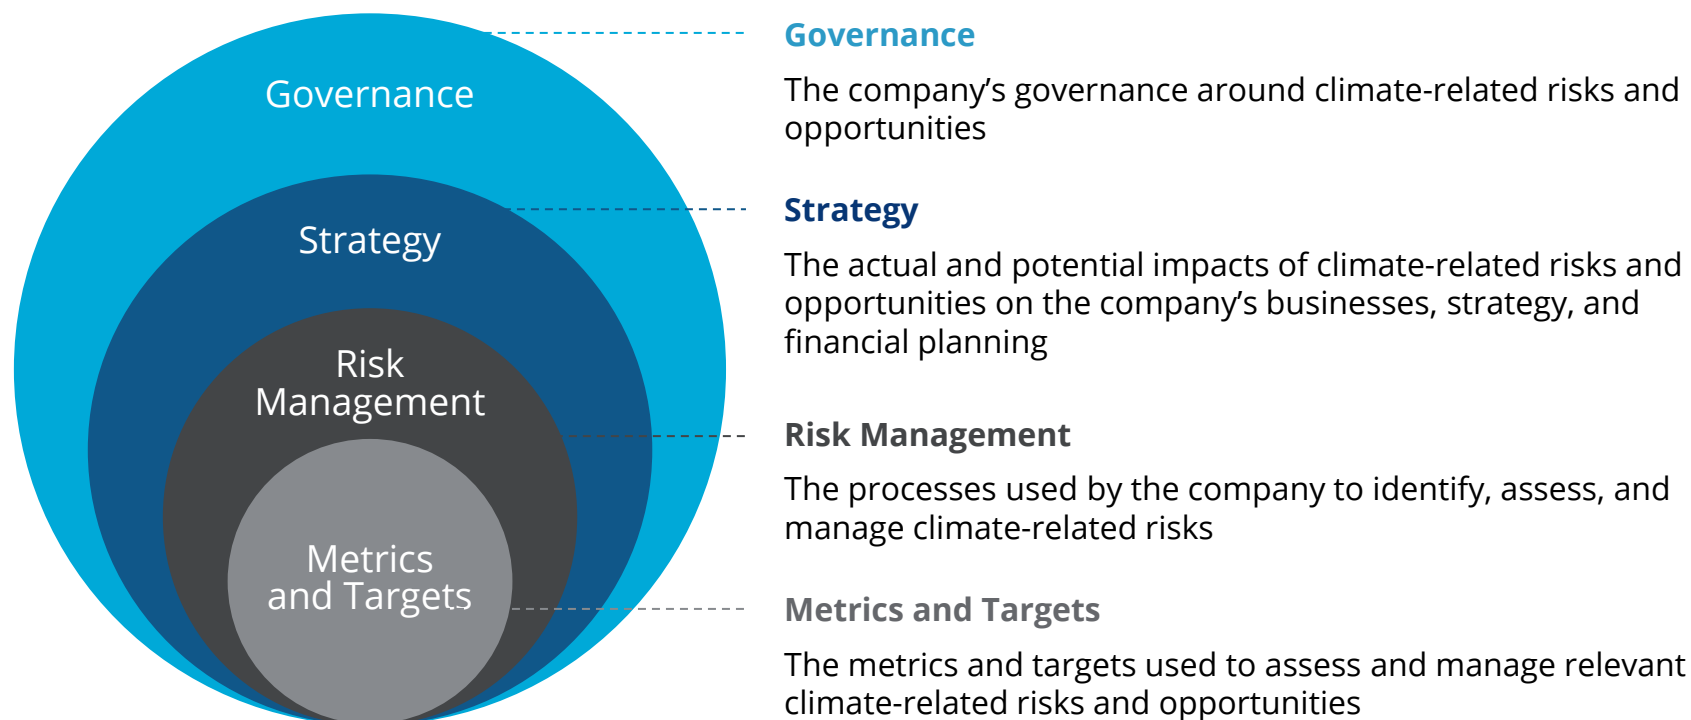 Governance
Strategy
Risk
Management
Metrics
and Targets
Governance
The company’s governance around climate-related risks and
opportunities
Strategy
The actual and potential impacts of climate-related risks and
opportunities on the company’s businesses, strategy, and
financial planning
Risk Management
The processes used by the company to identify, assess, and
manage climate-related risks
Metrics and Targets
The metrics and targets used to assess and manage relevant
climate-related risks and opportunities